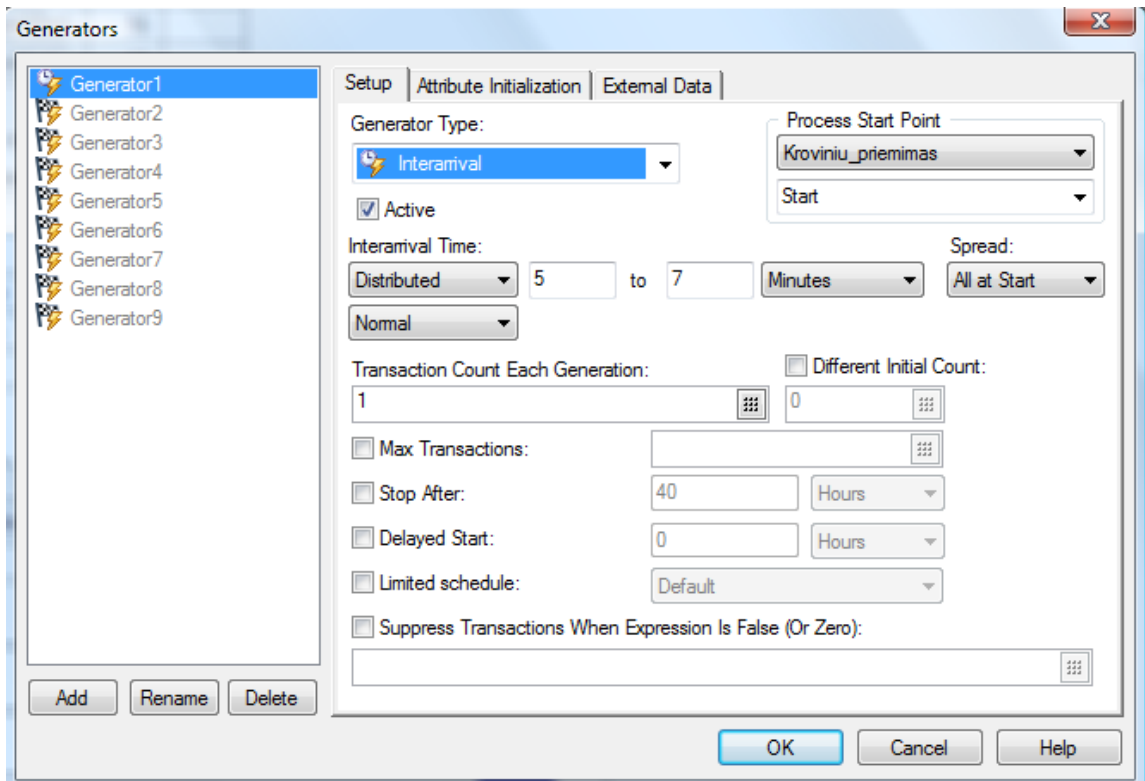 Generators
Generator1
Generator2
Generator3
Generator4
Generator5
Generator6
Generator7
Generator8
Generator9
Add Rename Delete
Setup Attribute Initialization External Data
Generator Type:
Interarrival
Active
Process Start Point
Kroviniu_priemimas
Start
Interarrival Time: Spread:
Distributed 5 to 7 Minutes All at Start
Normal
Transaction Count Each Generation: Different Initial Count:
1 0
Max Transactions:
Stop After: 40 Hours
Delayed Start: 0 Hours
Limited schedule: Default
Suppress Transactions When Expression Is False (Or Zero):
OK Cancel Help